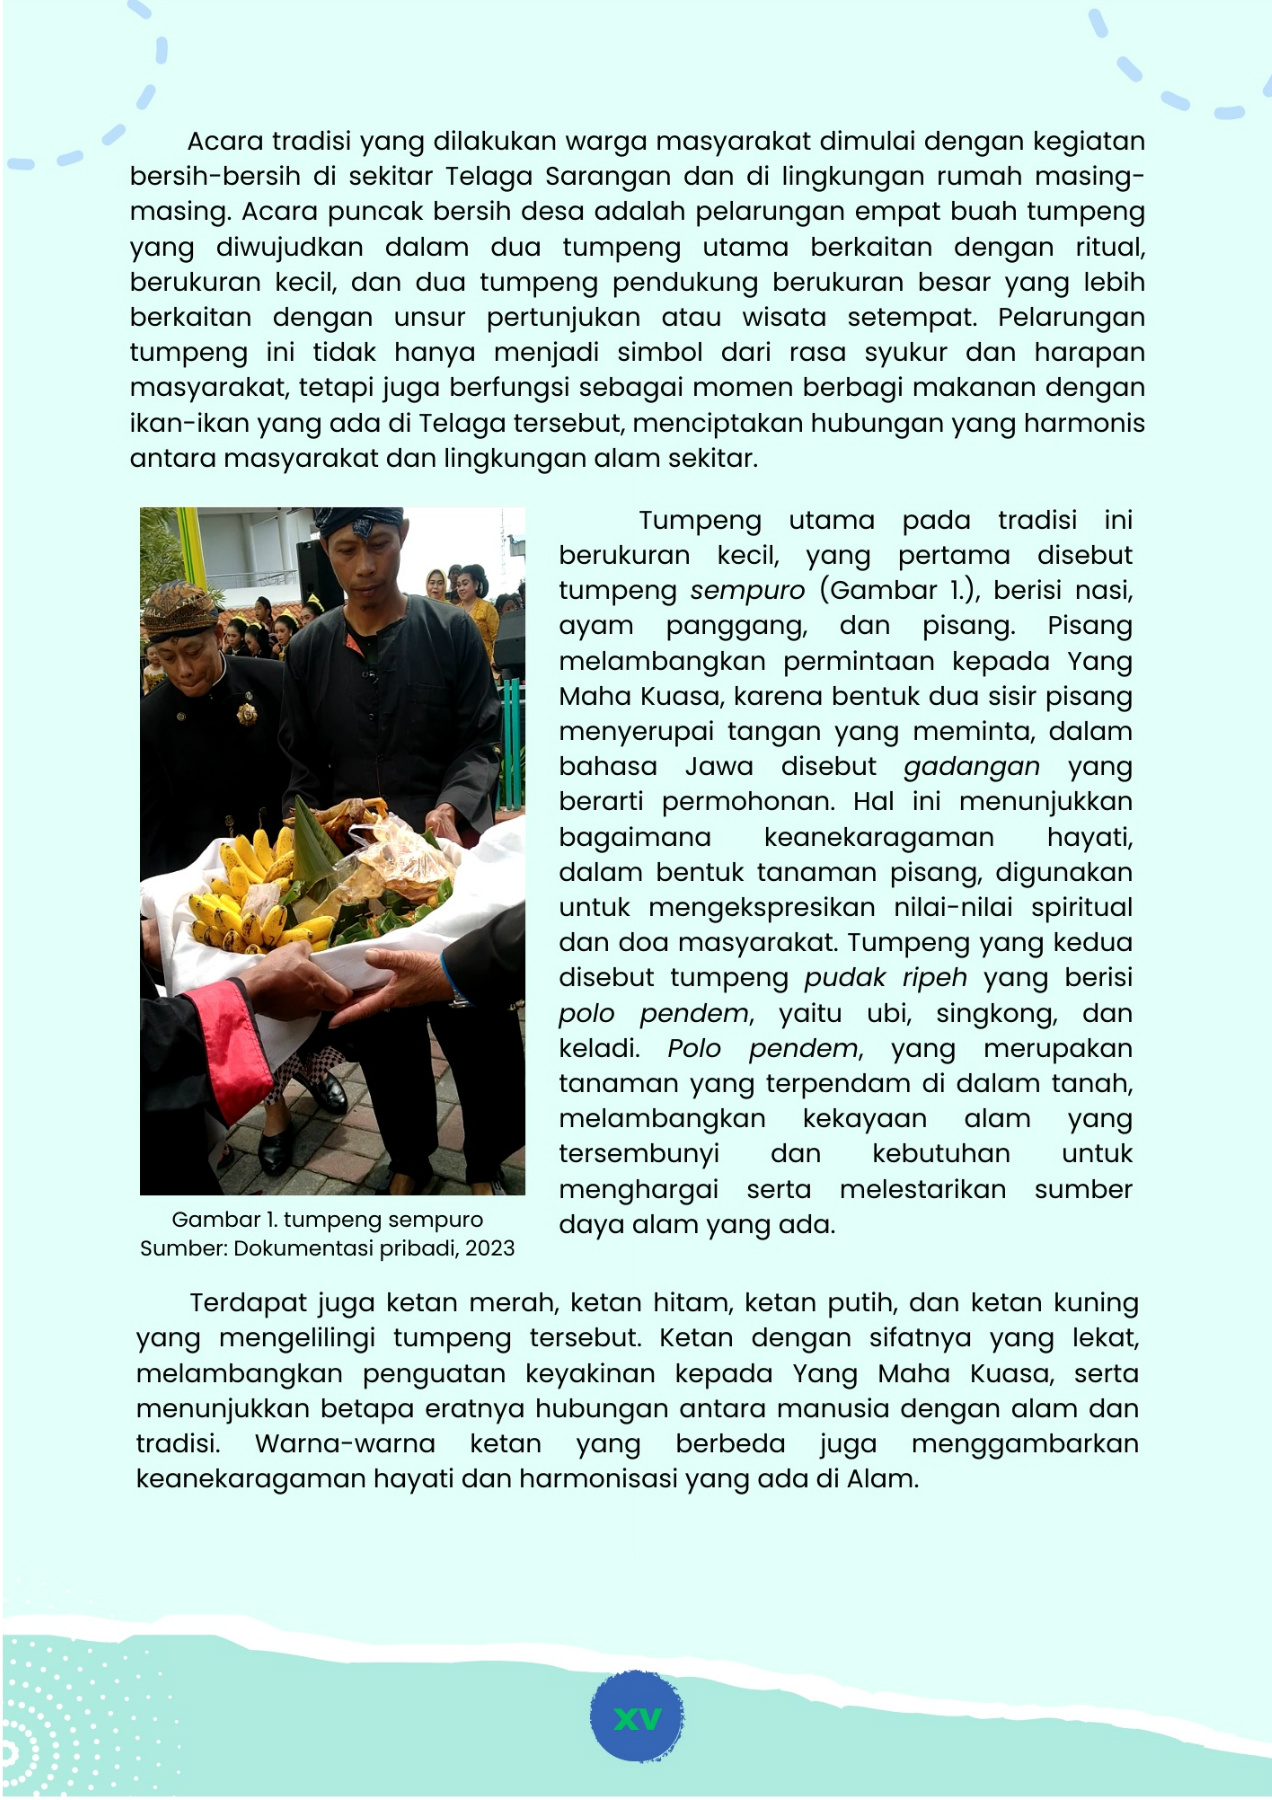 Acara tradisi yang dilakukan warga masyarakat dimulai dengan kegiatan
bersih-bersih di sekitar Telaga Sarangan dan di lingkungan rumah masing-
masing. Acara puncak bersih desa adalah pelarungan empat buah tumpeng
yang diwujudkan dalam dua tumpeng utama berkaitan dengan ritual,
berukuran kecil, dan dua tumpeng pendukung berukuran besar yang lebih
berkaitan dengan unsur pertunjukan atau wisata setempat. Pelarungan
tumpeng ini tidak hanya menjadi simbol dari rasa syukur dan harapan
masyarakat, tetapi juga berfungsi sebagai momen berbagi makanan dengan
ikan-ikan yang ada di Telaga tersebut, menciptakan hubungan yang harmonis
antara masyarakat dan lingkungan alam sekitar.
Tumpeng utama pada tradisi ini
berukuran kecil, yang pertama disebut
tumpeng sempuro (Gambar 1.), berisi nasi,
ayam panggang, dan pisang. Pisang
melambangkan permintaan kepada Yang
Maha Kuasa, karena bentuk dua sisir pisang
menyerupai tangan yang meminta, dalam
bahasa Jawa disebut gadangan yang
berarti permohonan. Hal ini menunjukkan
bagaimana keanekaragaman hayati,
dalam bentuk tanaman pisang, digunakan
untuk mengekspresikan nilai-nilai spiritual
dan doa masyarakat. Tumpeng yang kedua
disebut tumpeng pudak ripeh yang berisi
polo pendem, yaitu ubi, singkong, dan
keladi. Polo pendem, yang merupakan
tanaman yang terpendam di dalam tanah,
melambangkan kekayaan alam yang
tersembunyi dan kebutuhan untuk
menghargai serta melestarikan sumber
daya alam yang ada.
Gambar 1. tumpeng sempuro
Sumber: Dokumentasi pribadi, 2023
Terdapat juga ketan merah, ketan hitam, ketan putih, dan ketan kuning
yang mengelilingi tumpeng tersebut. Ketan dengan sifatnya yang lekat,
melambangkan penguatan keyakinan kepada Yang Maha Kuasa, serta
menunjukkan betapa eratnya hubungan antara manusia dengan alam dan
tradisi. Warna-warna ketan yang berbeda juga menggambarkan
keanekaragaman hayati dan harmonisasi yang ada di Alam.
XV